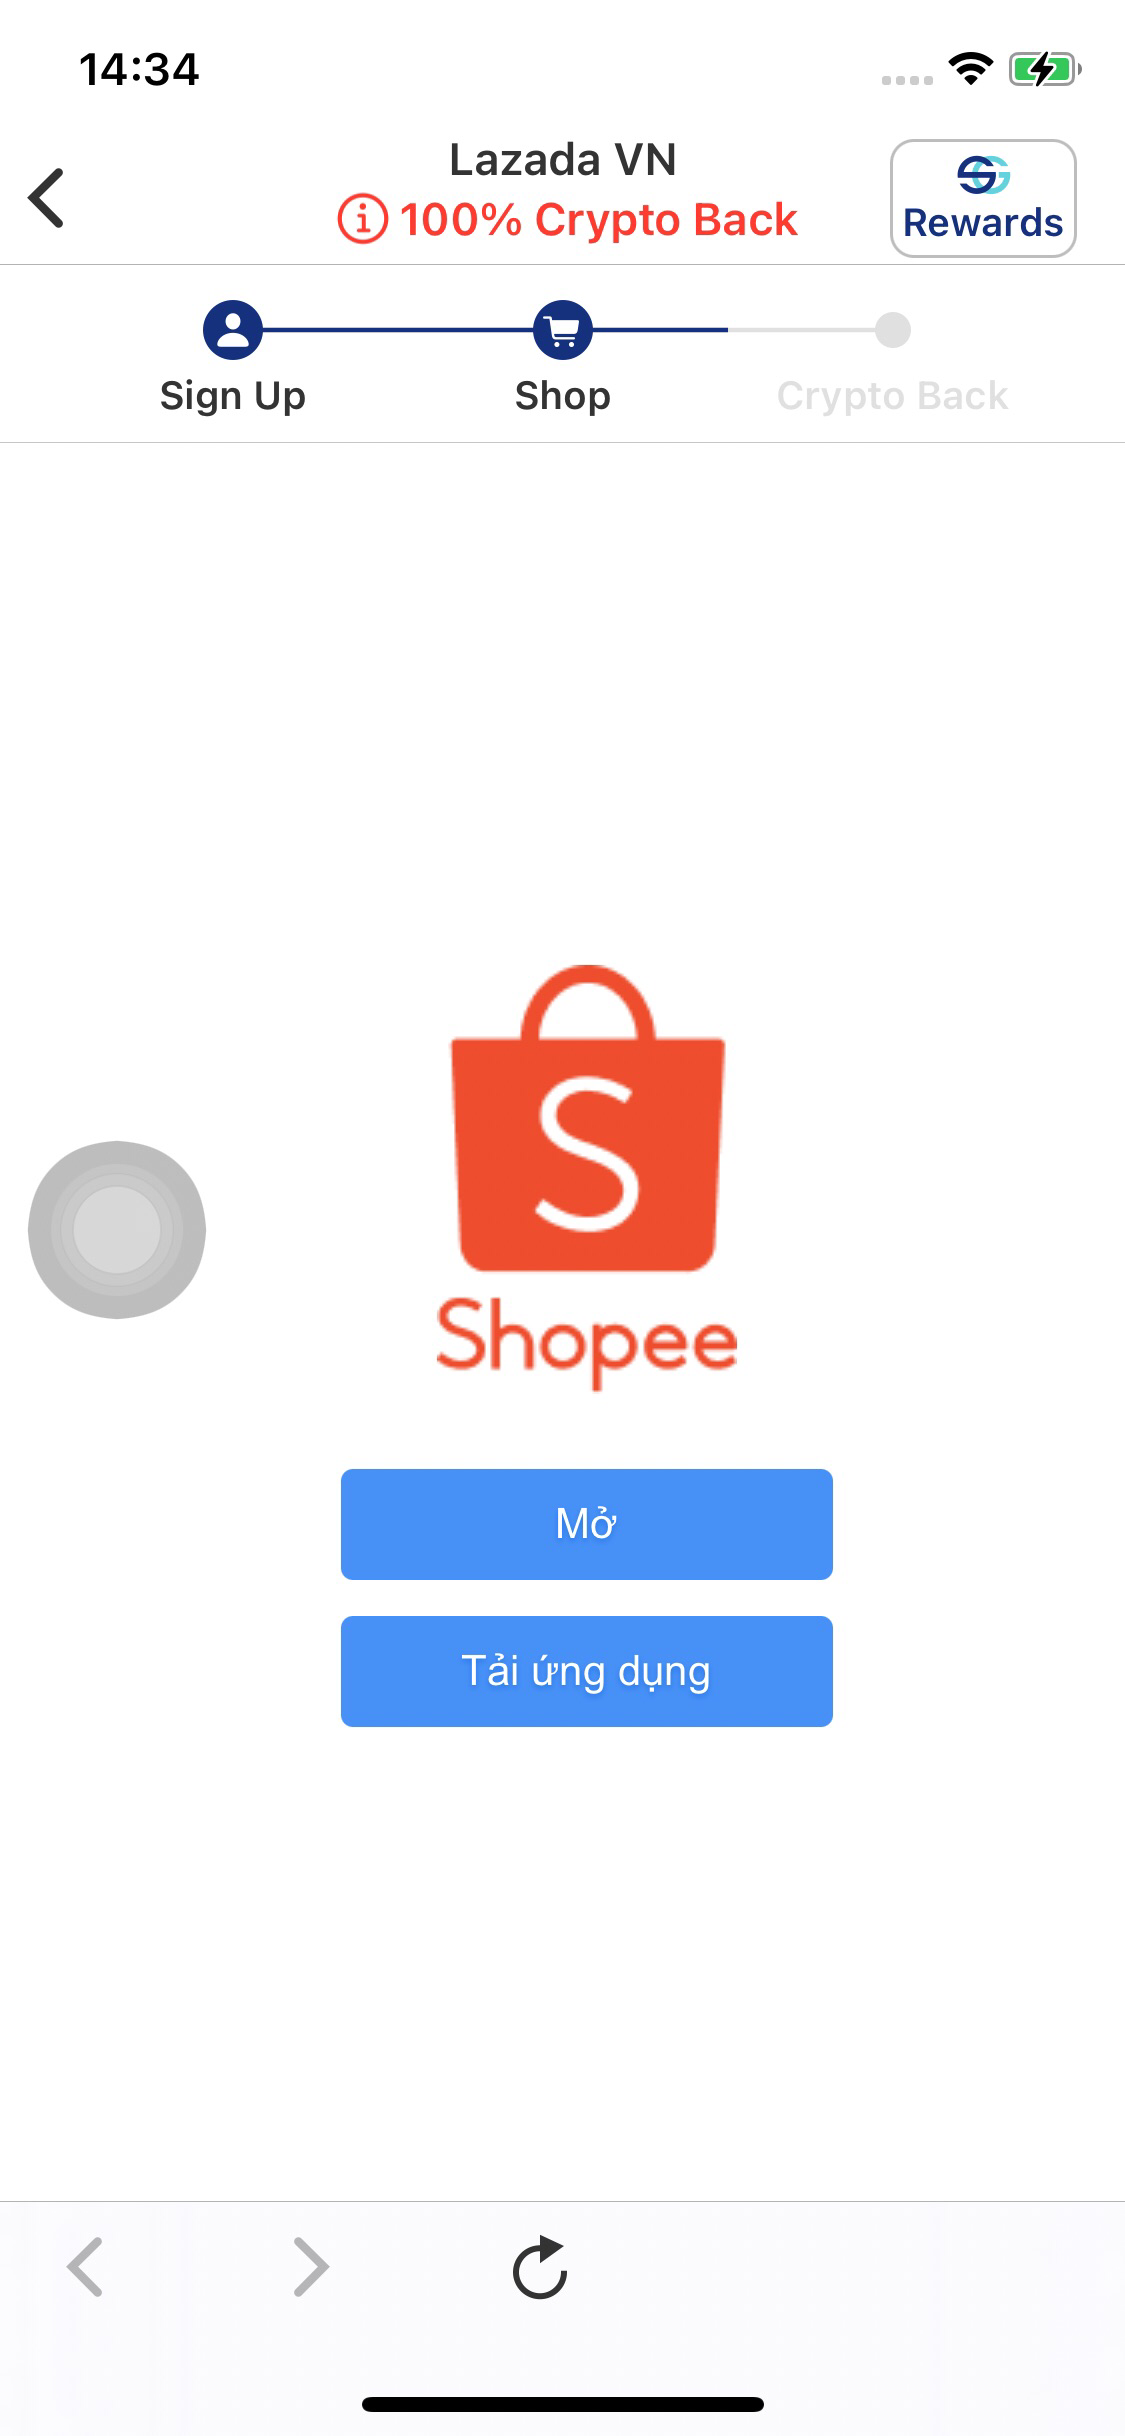 14:34
Lazada VN
100% Crypto Back
Rewards
Sign Up
Shop
Crypto Back
S
Shopee
Mở
Tải ứng dụng